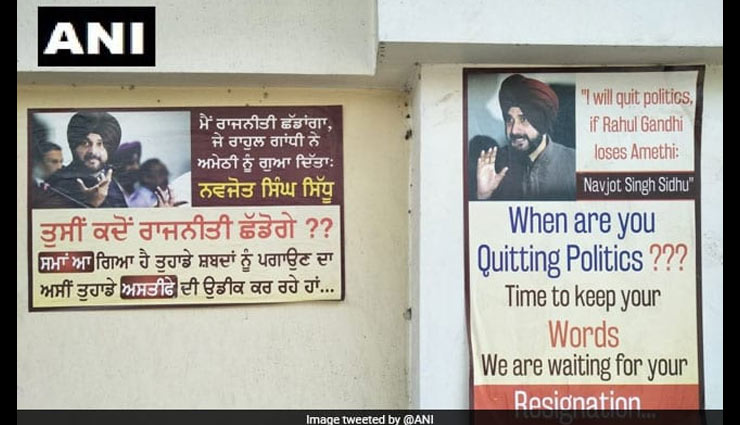 ANI
ਮੈਂ ਰਾਜਨੀਤੀ ਛੱਡਾਂਗਾ,
ਜੇ ਰਾਹੁਲ ਗਾਂਧੀ ਨੇ
ਅਮੇਠੀ ਨੂੰ ਗੁਆ ਦਿੱਤਾ:
ਨਵਜੋਤ ਸਿੰਘ ਸਿੱਧੂ
ਤੁਸੀਂ ਕਦੋਂ ਰਾਜਨੀਤੀ ਛੱਡੋਗੇ ??
ਸਮਾਂ ਆ ਗਿਆ ਹੈ ਤੁਹਾਡੇ ਸ਼ਬਦਾਂ ਨੂੰ ਪਗਾਉਣ ਦਾ
ਅਸੀਂ ਤੁਹਾਡੇ ਅਸਤੀਫੇ ਦੀ ਉਡੀਕ ਕਰ ਰਹੇ ਹਾਂ...
"I will quit politics,
if Rahul Gandhi
loses Amethi:
Navjot Singh Sidhu"
When are you
Quitting Politics ???
Time to keep your
Words
We are waiting for your
Resignation...
Image tweeted by @ANI